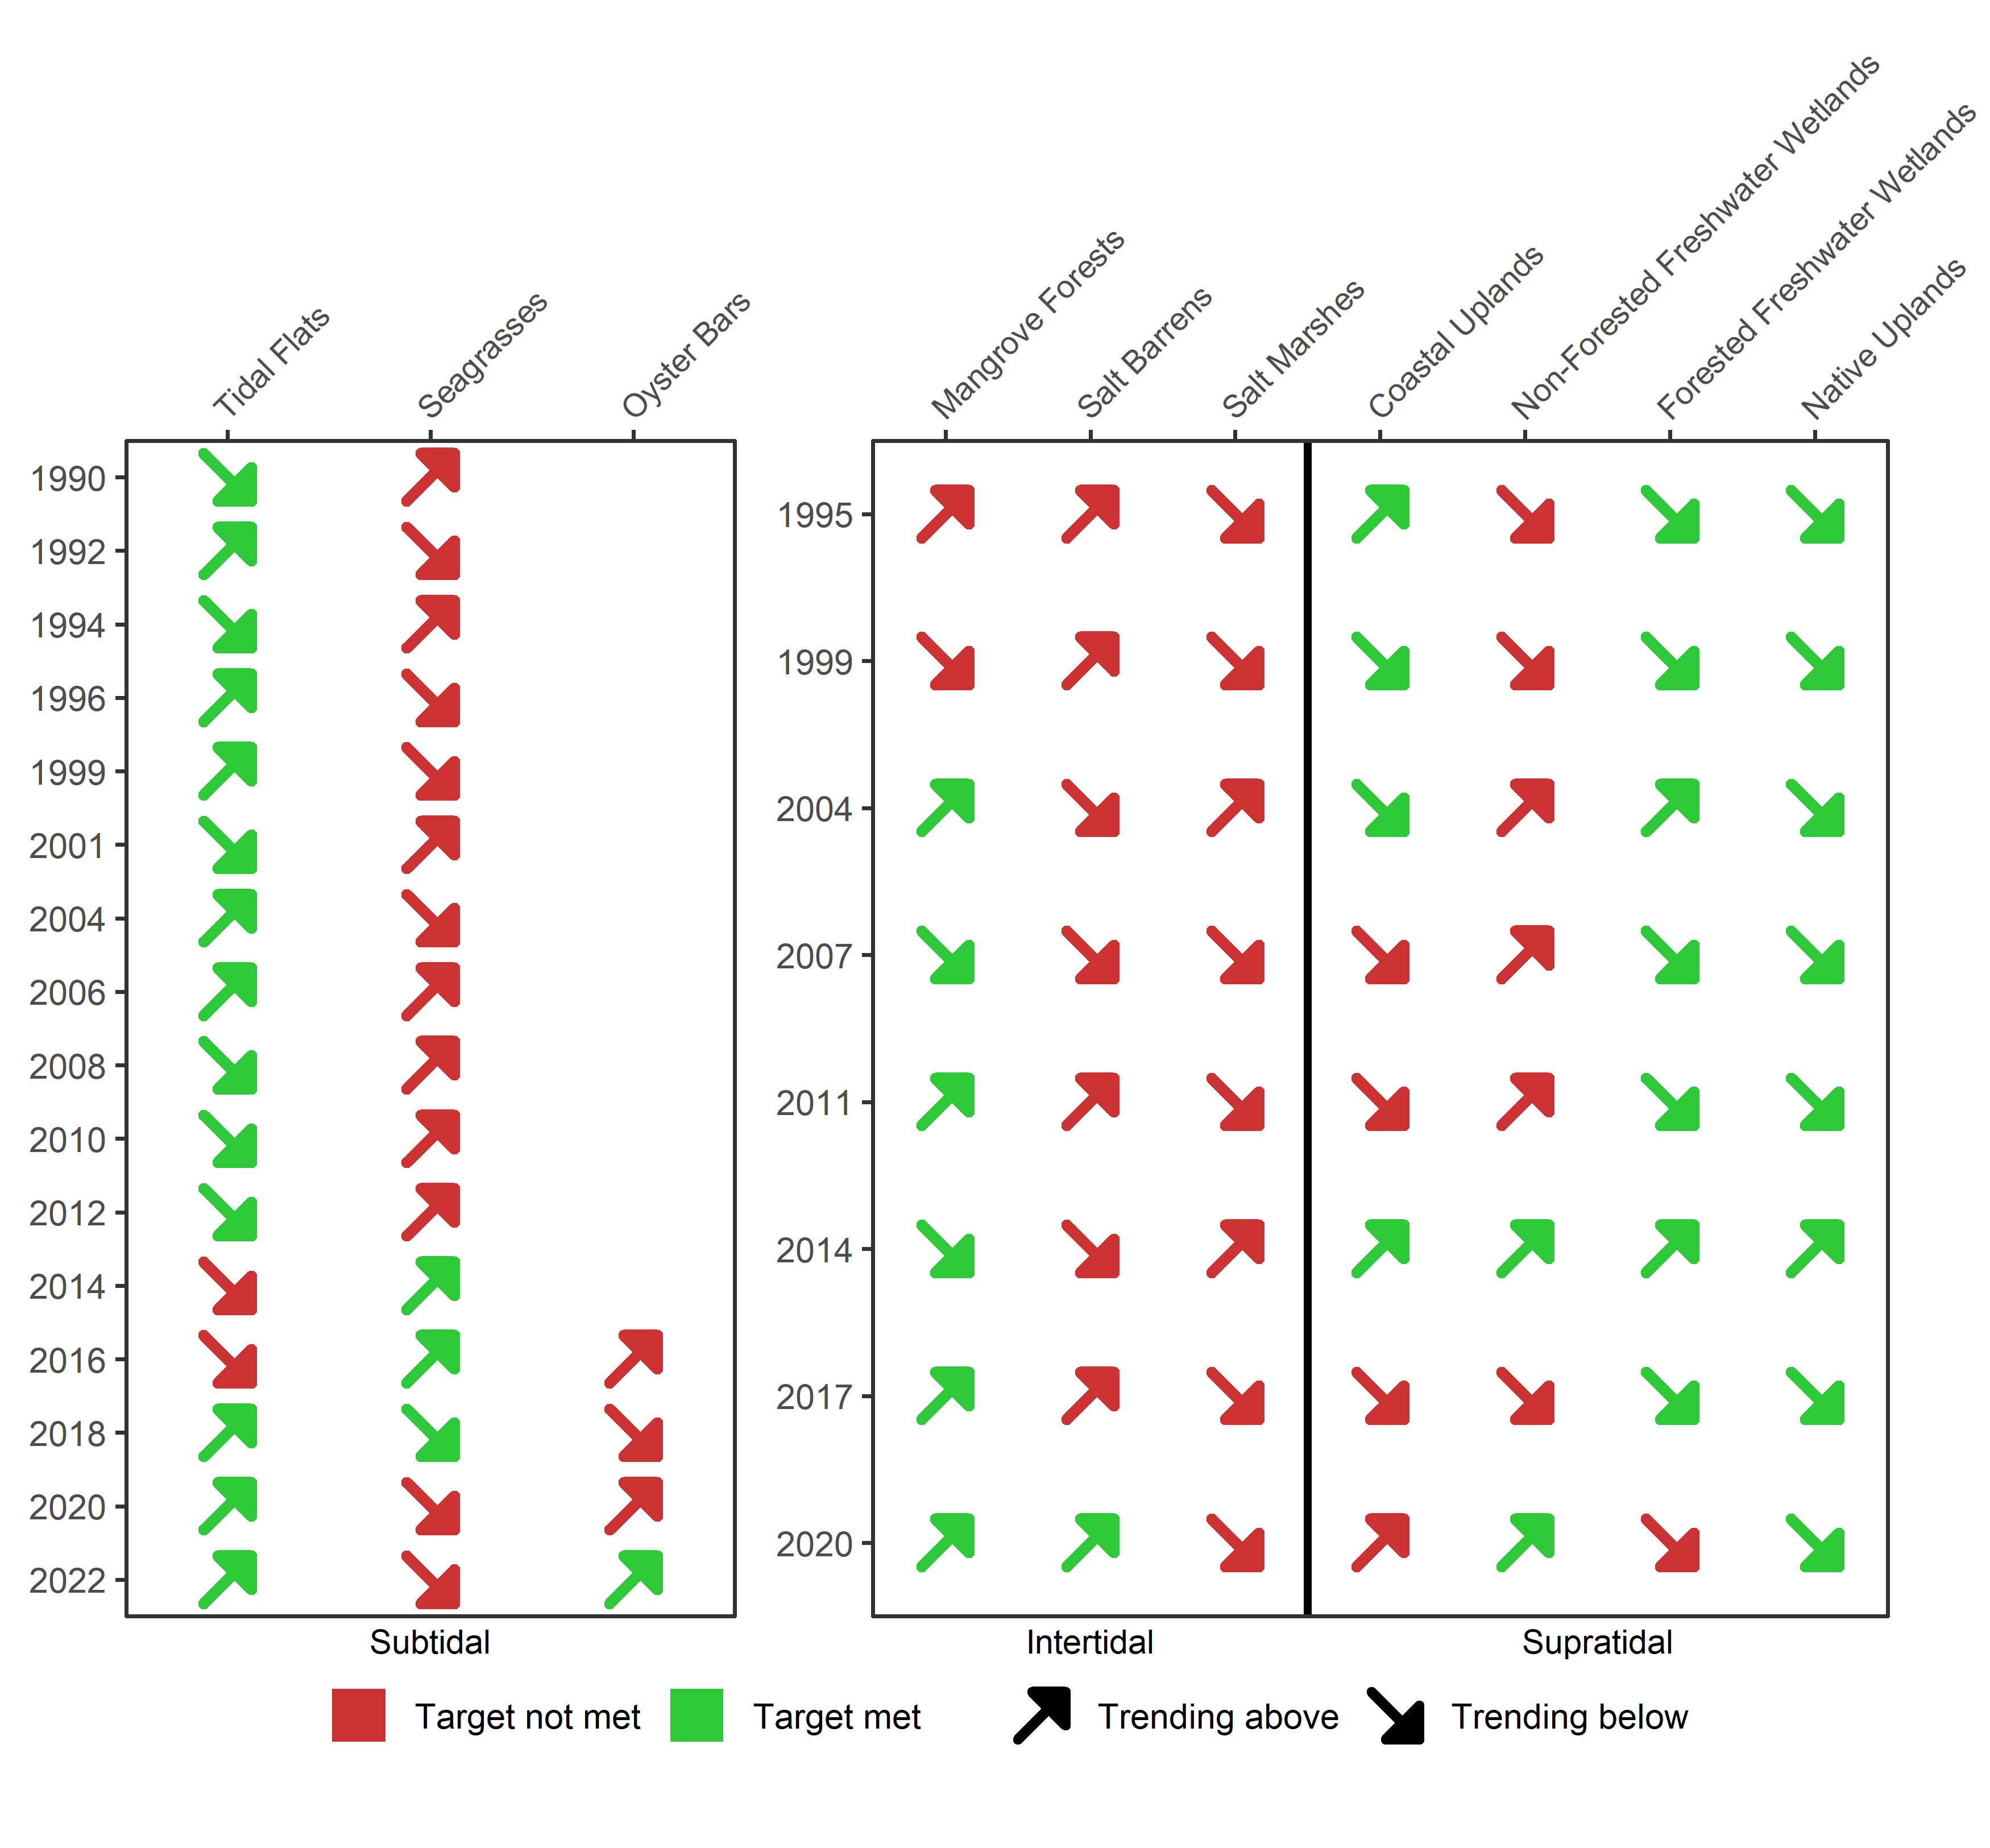 Tidal Flats
Seagrasses
Oyster Bars
Mangrove Forests
Salt Barrens
Salt Marshes
Coastal Uplands
Non-Forested Freshwater Wetlands
Forested Freshwater Wetlands
Native Uplands
1990
1992
1994
1996
1999
2001
2004
2006
2008
2010
2012
2014
2016
2018
2020
2022
1995
1999
2004
2007
2011
2014
2017
2020
Subtidal
Intertidal
Supratidal
Target not met
Target met
Trending above
Trending below